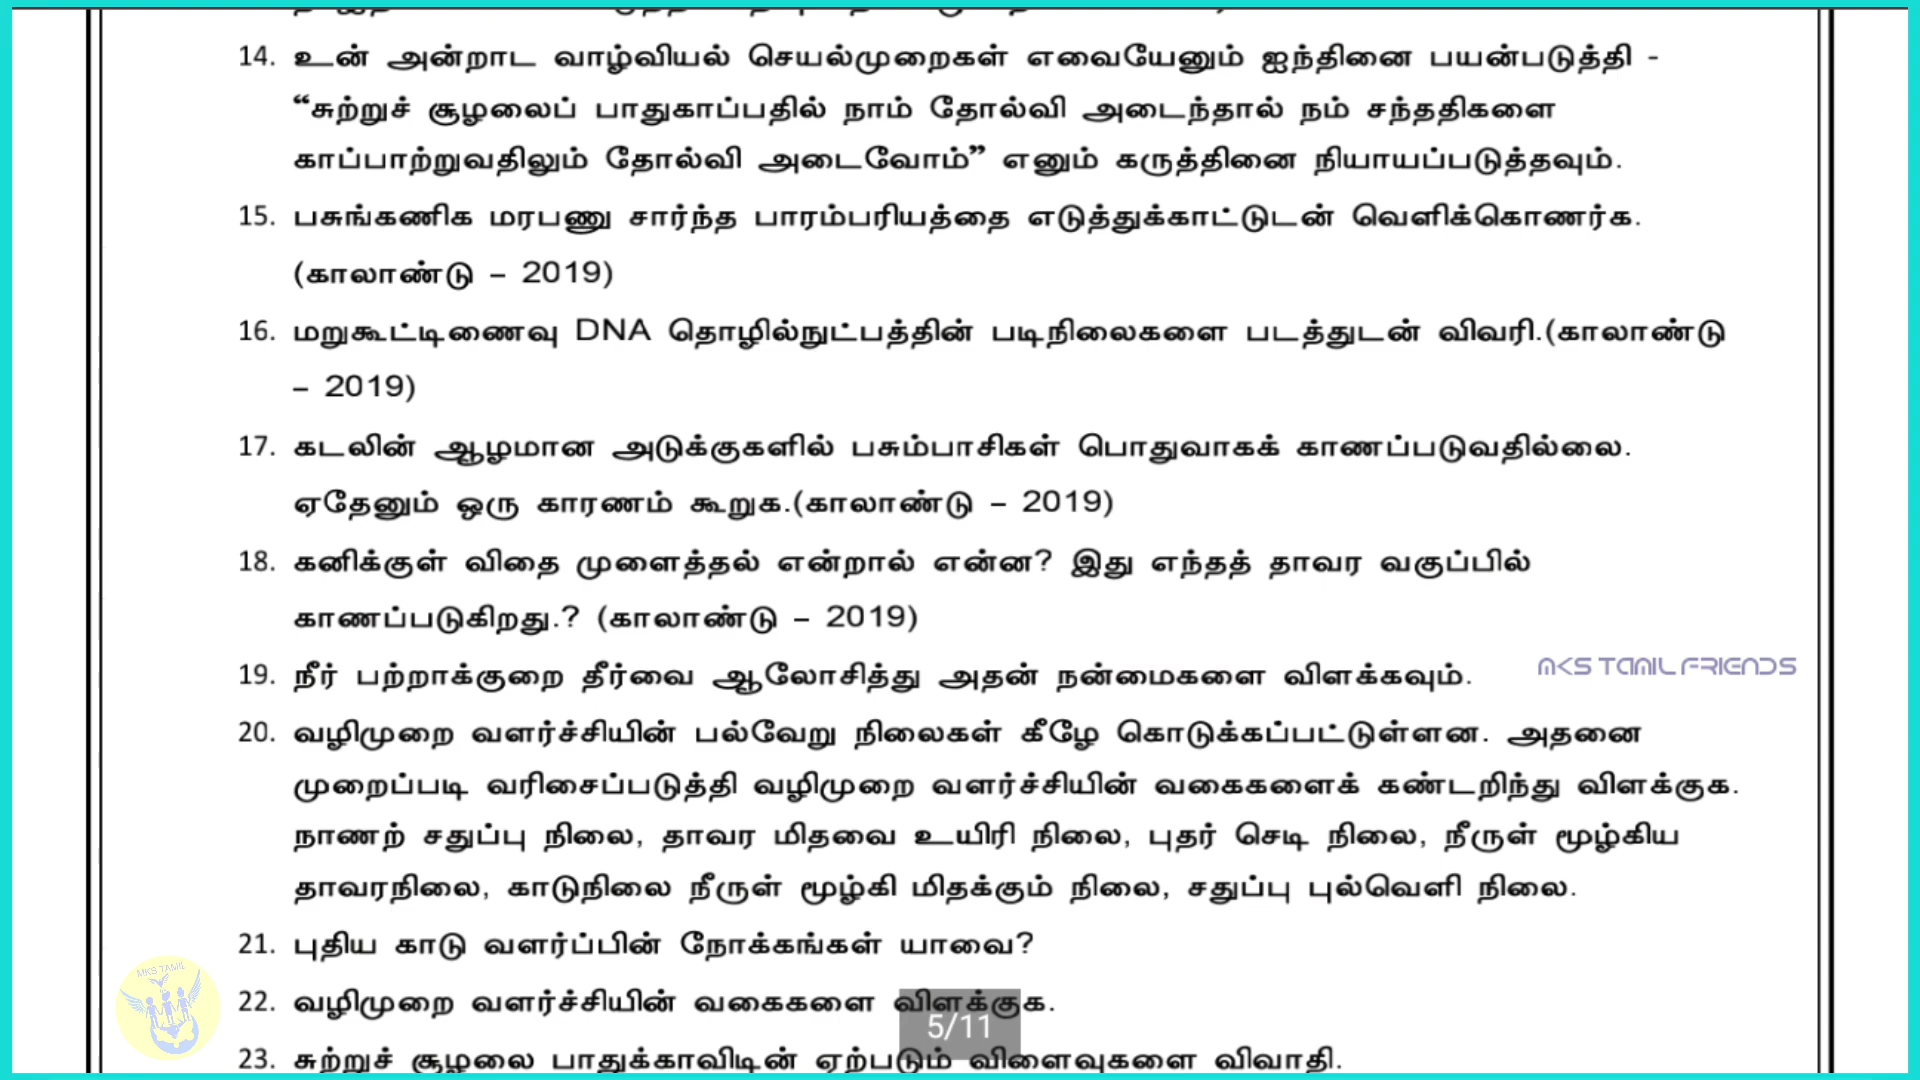 14. உன் அன்றாட வாழ்வியல் செயல்முறைகள் எவையேனும் ஐந்தினை பயன்படுத்தி -
“சுற்றுச் சூழலைப் பாதுகாப்பதில் நாம் தோல்வி அடைந்தால் நம் சந்ததிகளை
காப்பாற்றுவதிலும் தோல்வி அடைவோம்” எனும் கருத்தினை நியாயப்படுத்தவும்.
15. பசுங்கணிக மரபணு சார்ந்த பாரம்பரியத்தை எடுத்துக்காட்டுடன் வெளிக்கொணர்க.
(காலாண்டு – 2019)
16. மறுகூட்டிணைவு DNA தொழில்நுட்பத்தின் படிநிலைகளை படத்துடன் விவரி.(காலாண்டு
– 2019)
17. கடலின் ஆழமான அடுக்குகளில் பசும்பாசிகள் பொதுவாகக் காணப்படுவதில்லை.
ஏதேனும் ஒரு காரணம் கூறுக.(காலாண்டு – 2019)
18. கனிக்குள் விதை முளைத்தல் என்றால் என்ன? இது எந்தத் தாவர வகுப்பில்
காணப்படுகிறது.? (காலாண்டு – 2019)
19. நீர் பற்றாக்குறை தீர்வை ஆலோசித்து அதன் நன்மைகளை விளக்கவும்.
MKS TAMIL FRIENDS
20. வழிமுறை வளர்ச்சியின் பல்வேறு நிலைகள் கீழே கொடுக்கப்பட்டுள்ளன. அதனை
முறைப்படி வரிசைப்படுத்தி வழிமுறை வளர்ச்சியின் வகைகளைக் கண்டறிந்து விளக்குக.
நாணற் சதுப்பு நிலை, தாவர மிதவை உயிரி நிலை, புதர் செடி நிலை, நீருள் மூழ்கிய
தாவரநிலை, காடுநிலை நீருள் மூழ்கி மிதக்கும் நிலை, சதுப்பு புல்வெளி நிலை.
21. புதிய காடு வளர்ப்பின் நோக்கங்கள் யாவை?
MKS TAMIL
22. வழிமுறை வளர்ச்சியின் வகைகளை விளக்குக.
5/11
23. சுற்றுச் சூழலை பாதுக்காவிடின் ஏற்படும் விளைவுகளை விவாதி.